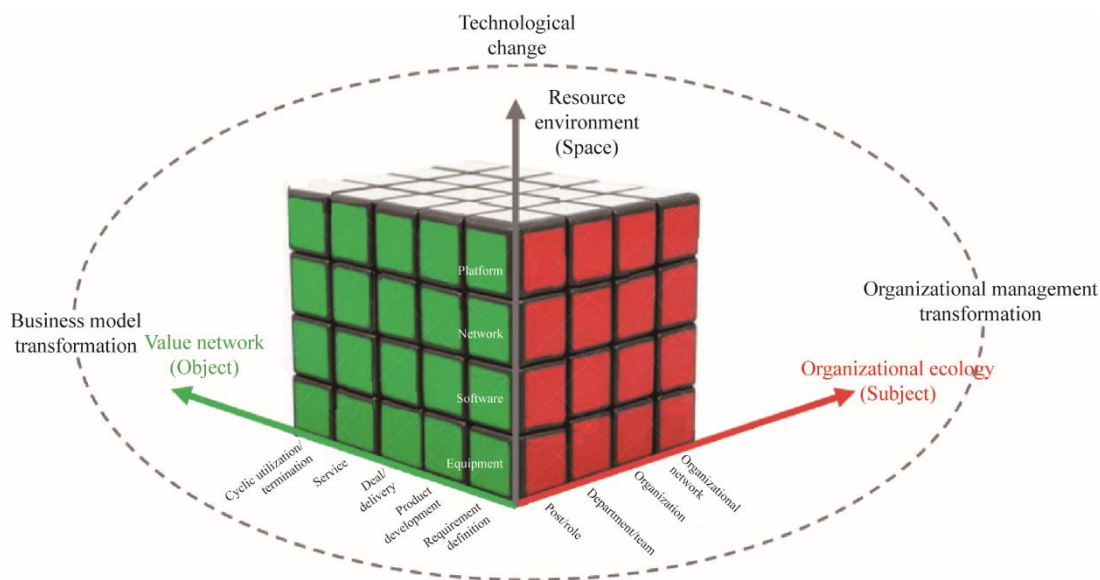 Technological
change
Resource
environment
(Space)
Platform
Network
Software
Equipment
Business model
transformation
Value network
(Object)
Organizational management
transformation
Organizational ecology
(Subject)
Cyclic utilization/
termination
Service
Deal/
delivery
Product
development
Requirement
definition
Post/role
Department/team
Organization
Organizational
network